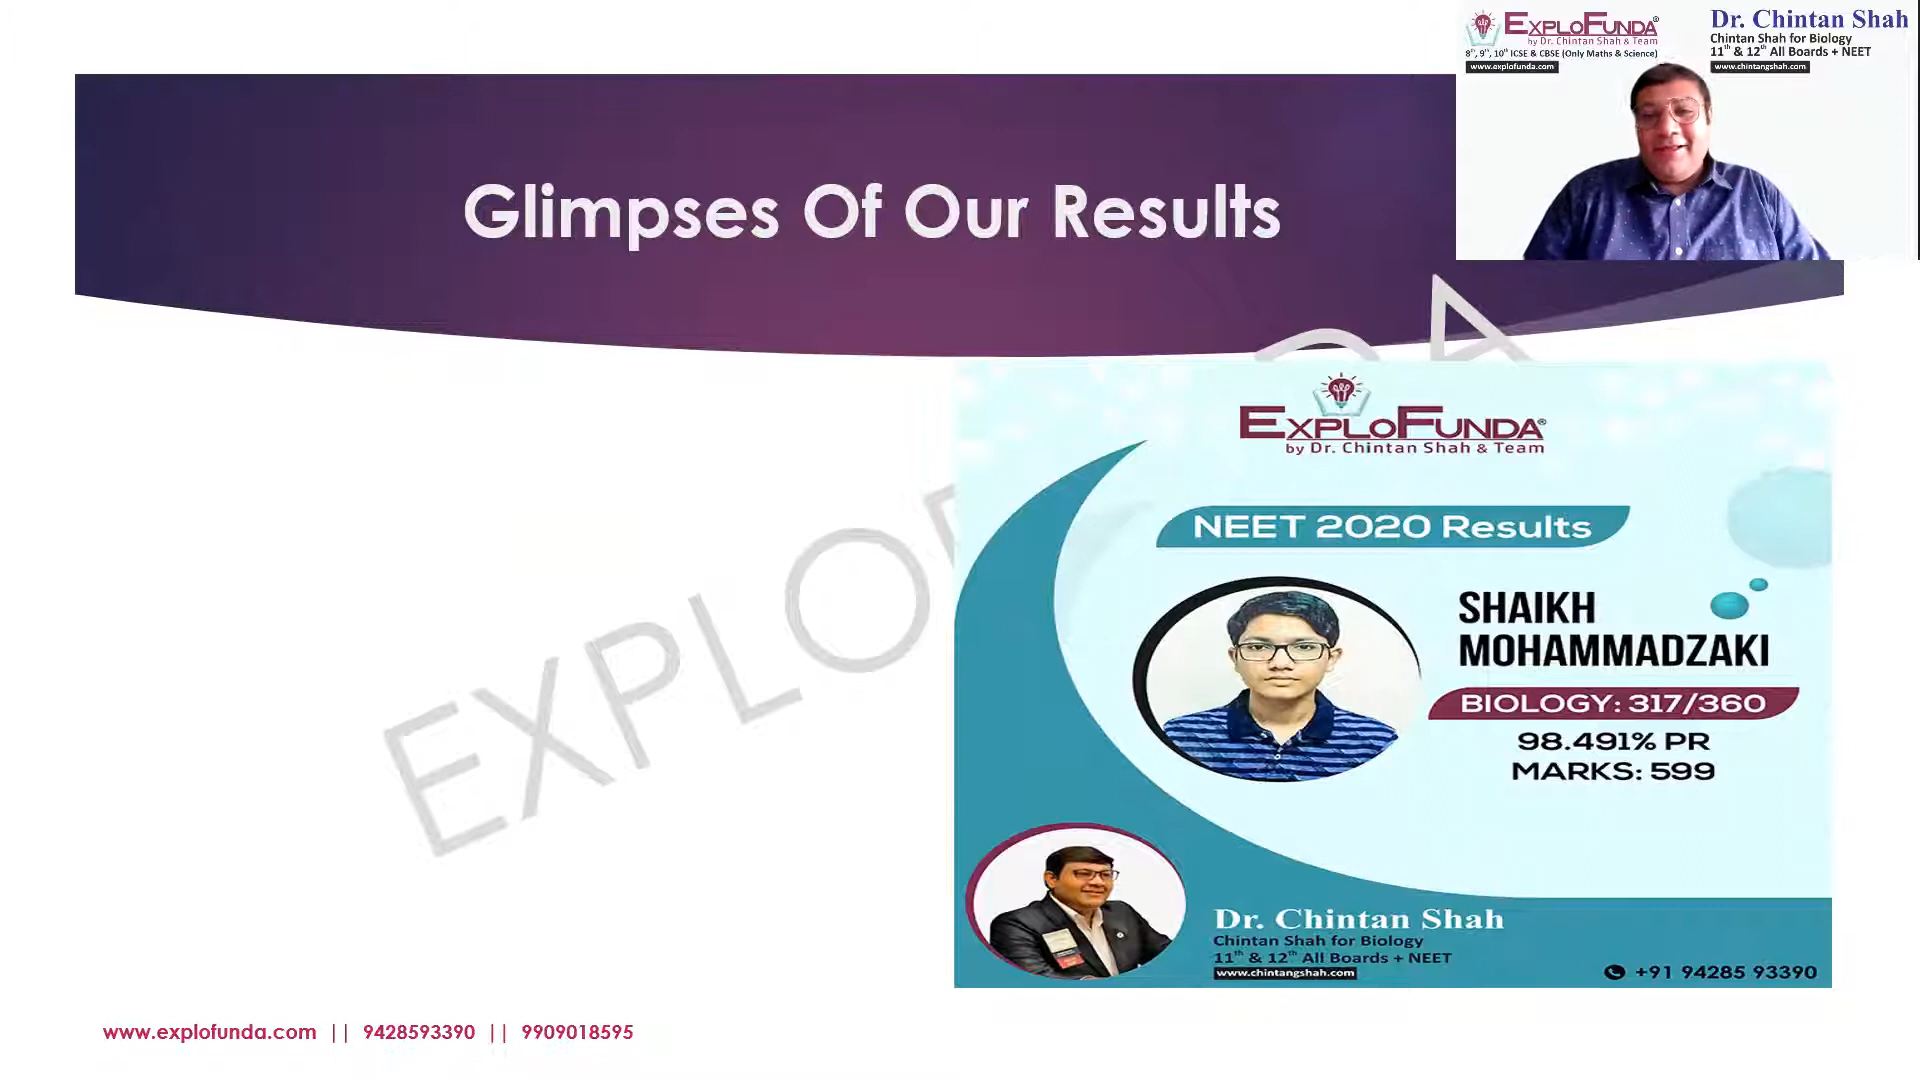 EXPLOFUNDA®
by Dr. Chintan Shah & Team
8th, 9th, 10th ICSE & CBSE (Only Maths & Science)
www.explofunda.com
Dr. Chintan Shah
Chintan Shah for Biology
11th & 12th All Boards + NEET
www.chintangshah.com
Glimpses Of Our Results
EXPLOFUNDA®
by Dr. Chintan Shah & Team
NEET 2020 Results
SHAIKH
MOHAMMADZAKI
BIOLOGY: 317/360
98.491% PR
MARKS: 599
Dr. Chintan Shah
Chintan Shah for Biology
11th & 12th All Boards + NEET
www.chintangshah.com
+91 94285 93390
www.explofunda.com || 9428593390 || 9909018595